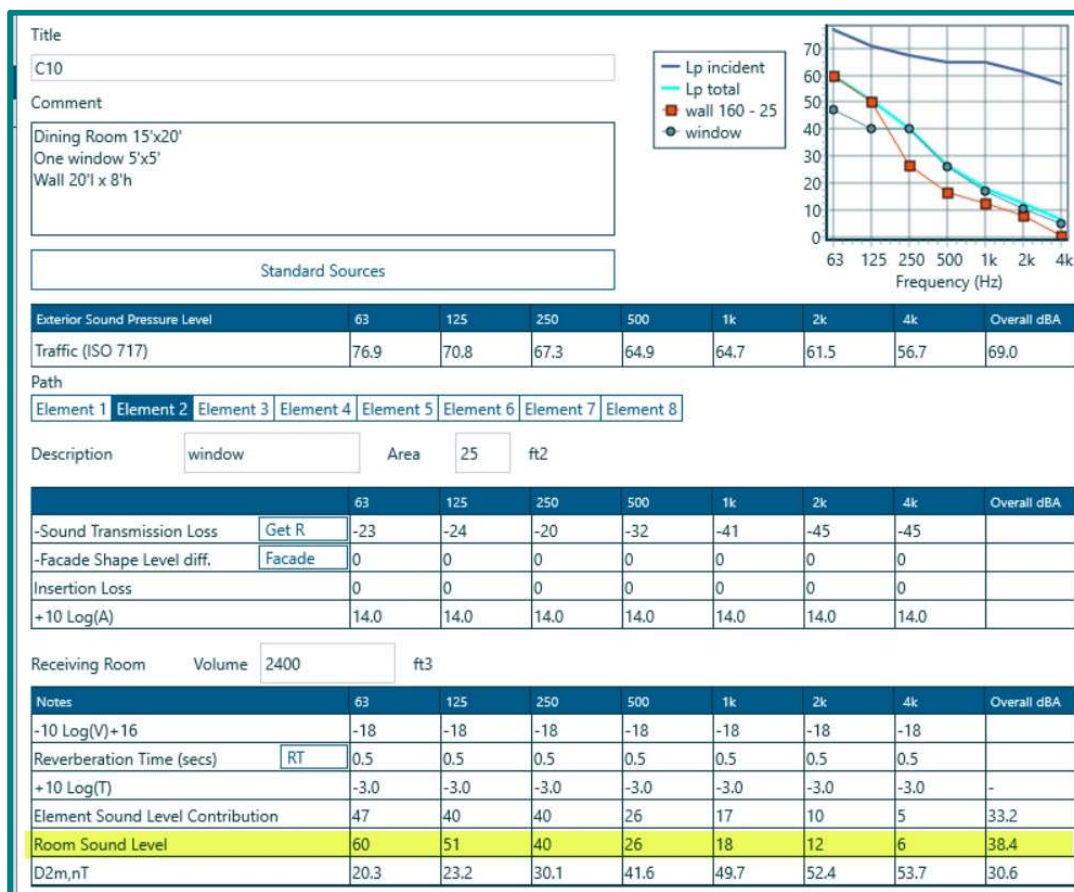 Title
C10
Comment
Dining Room 15'x20'
One window 5'x5'
Wall 20'l x 8'h
Standard Sources
Lp incident
Lp total
wall 160 - 25
window
70
60
50
40
30
20
10
0
63 125 250 500 1k 2k 4k
Frequency (Hz)
Exterior Sound Pressure Level 63 125 250 500 1k 2k 4k Overall dBA
Traffic (ISO 717) 76.9 70.8 67.3 64.9 64.7 61.5 56.7 69.0
Path
Element 1 Element 2 Element 3 Element 4 Element 5 Element 6 Element 7 Element 8
Description window Area 25 ft2
63 125 250 500 1k 2k 4k Overall dBA
-Sound Transmission Loss Get R -23 -24 -20 -32 -41 -45 -45
-Facade Shape Level diff. Facade 0 0 0 0 0 0 0
Insertion Loss 0 0 0 0 0 0 0
+10 Log(A) 14.0 14.0 14.0 14.0 14.0 14.0 14.0
Receiving Room Volume 2400 ft3
Notes 63 125 250 500 1k 2k 4k Overall dBA
-10 Log(V)+16 -18 -18 -18 -18 -18 -18 -18
Reverberation Time (secs) RT 0.5 0.5 0.5 0.5 0.5 0.5 0.5
+10 Log(T) -3.0 -3.0 -3.0 -3.0 -3.0 -3.0 -3.0 -
Element Sound Level Contribution 47 40 40 26 17 10 5 33.2
Room Sound Level 60 51 40 26 18 12 6 38.4
D2m,nT 20.3 23.2 30.1 41.6 49.7 52.4 53.7 30.6